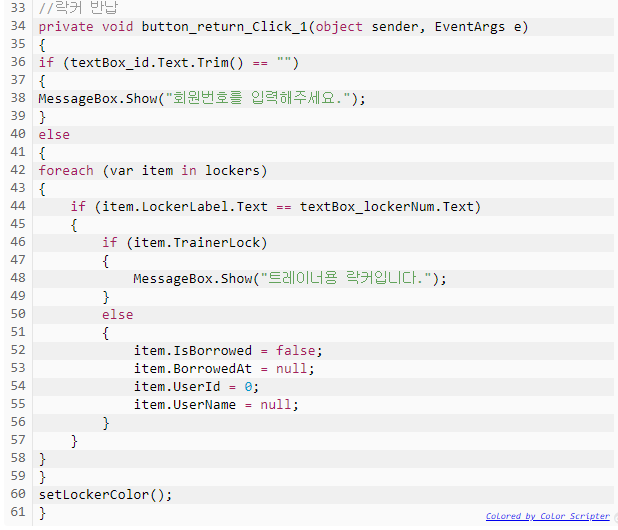 33 //락커 반납
34 private void button_return_Click_1(object sender, EventArgs e)
35 {
36 if (textBox_id.Text.Trim() == "")
37 {
38 MessageBox.Show("회원번호를 입력해주세요.");
39 }
40 else
41 {
42 foreach (var item in lockers)
43 {
44     if (item.LockerLabel.Text == textBox_lockerNum.Text)
45     {
46         if (item.TrainerLock)
47         {
48             MessageBox.Show("트레이너용 락커입니다.");
49         }
50         else
51         {
52             item.IsBorrowed = false;
53             item.BorrowedAt = null;
54             item.UserId = 0;
55             item.UserName = null;
56         }
57     }
58 }
59 }
60 setLockerColor();
61 }
Colored by Color Scripter